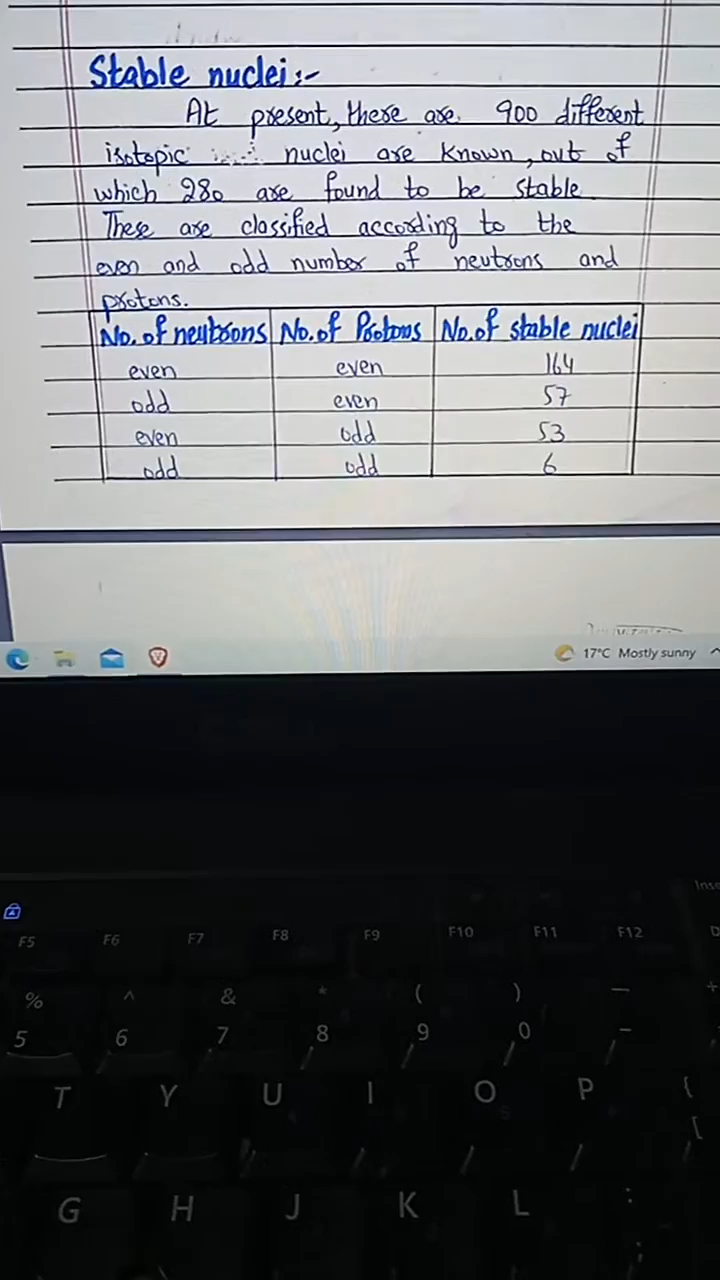 Stable nuclei:-
At present, there are 900 different
isotopic nuclei are known, out of
which 280 are found to be stable
These are classified according to the
even and odd number of neutrons and
protons.
No. of neutrons No. of Protons No. of stable nuclei
even even 164
odd even 57
even odd 53
odd odd 6
17°C Mostly sunny
F5 F6 F7 F8 F9 F10 F11 F12
% ^ & * ( ) — +
5 6 7 8 9 0 -
T Y U I O P { [
G H J K L : ;